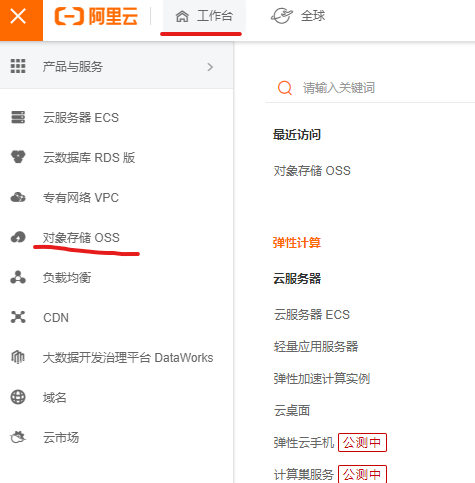 阿里云
工作台
全球
产品与服务
云服务器 ECS
云数据库 RDS 版
专有网络 VPC
对象存储 OSS
负载均衡
CDN
大数据开发治理平台 DataWorks
域名
云市场
请输入关键词
最近访问
对象存储 OSS
弹性计算
云服务器
云服务器 ECS
轻量应用服务器
弹性加速计算实例
云桌面
弹性云手机 公测中
计算巢服务 公测中